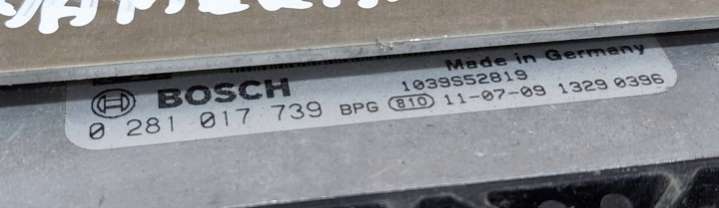 Made in Germany
BOSCH 1039S52819
0 281 017 739 BPG 810 11-07-09 1329 0396